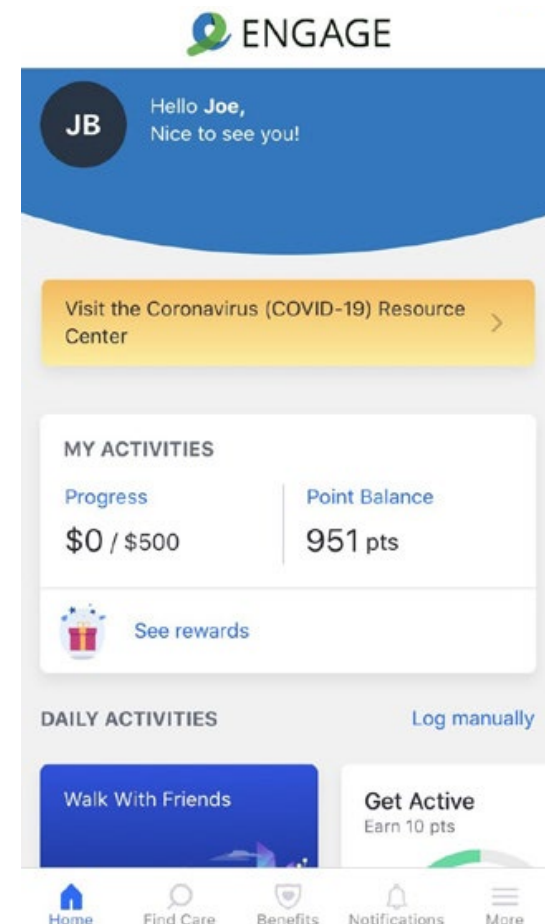 ENGAGE
JB
Hello Joe,
Nice to see you!
Visit the Coronavirus (COVID-19) Resource
Center
MY ACTIVITIES
Progress
Point Balance
$0 / $500
951 pts
See rewards
DAILY ACTIVITIES
Log manually
Walk With Friends
Get Active
Earn 10 pts
Home
Find Care
Benefits
Notifications
More